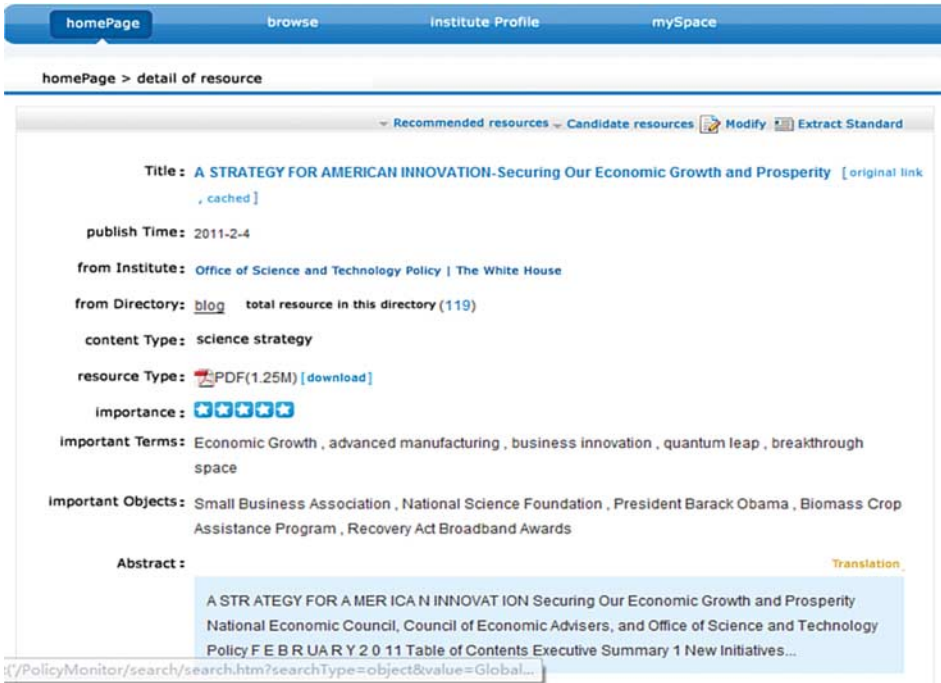 homePage browse institute Profile mySpace
homePage > detail of resource
Recommended resources Candidate resources Modify Extract Standard
Title: A STRATEGY FOR AMERICAN INNOVATION-Securing Our Economic Growth and Prosperity [original link
, cached]
publish Time: 2011-2-4
from Institute: Office of Science and Technology Policy | The White House
from Directory: blog total resource in this directory (119)
content Type: science strategy
resource Type: PDF(1.25M) [download]
importance:
important Terms: Economic Growth , advanced manufacturing , business innovation , quantum leap , breakthrough
space
important Objects: Small Business Association , National Science Foundation , President Barack Obama , Biomass Crop
Assistance Program , Recovery Act Broadband Awards
Abstract: Translation
A STR ATEGY FOR A MER ICA N INNOVAT ION Securing Our Economic Growth and Prosperity
National Economic Council, Council of Economic Advisers, and Office of Science and Technology
Policy F E B R UA R Y 2 0 11 Table of Contents Executive Summary 1 New Initiatives...
('/PolicyMonitor/search/search.htm?searchType=object&value=Global...